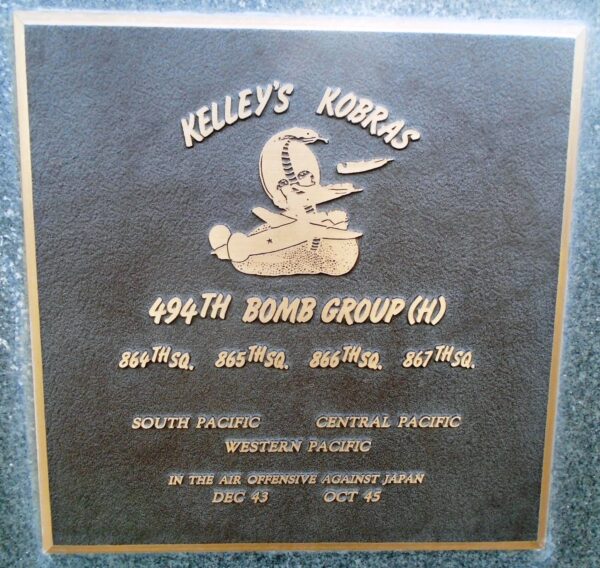 KELLEY'S KOBRAS
494TH BOMB GROUP (H)
864TH SQ. 865TH SQ. 866TH SQ. 867TH SQ.
SOUTH PACIFIC CENTRAL PACIFIC
WESTERN PACIFIC
IN THE AIR OFFENSIVE AGAINST JAPAN
DEC 43 OCT 45